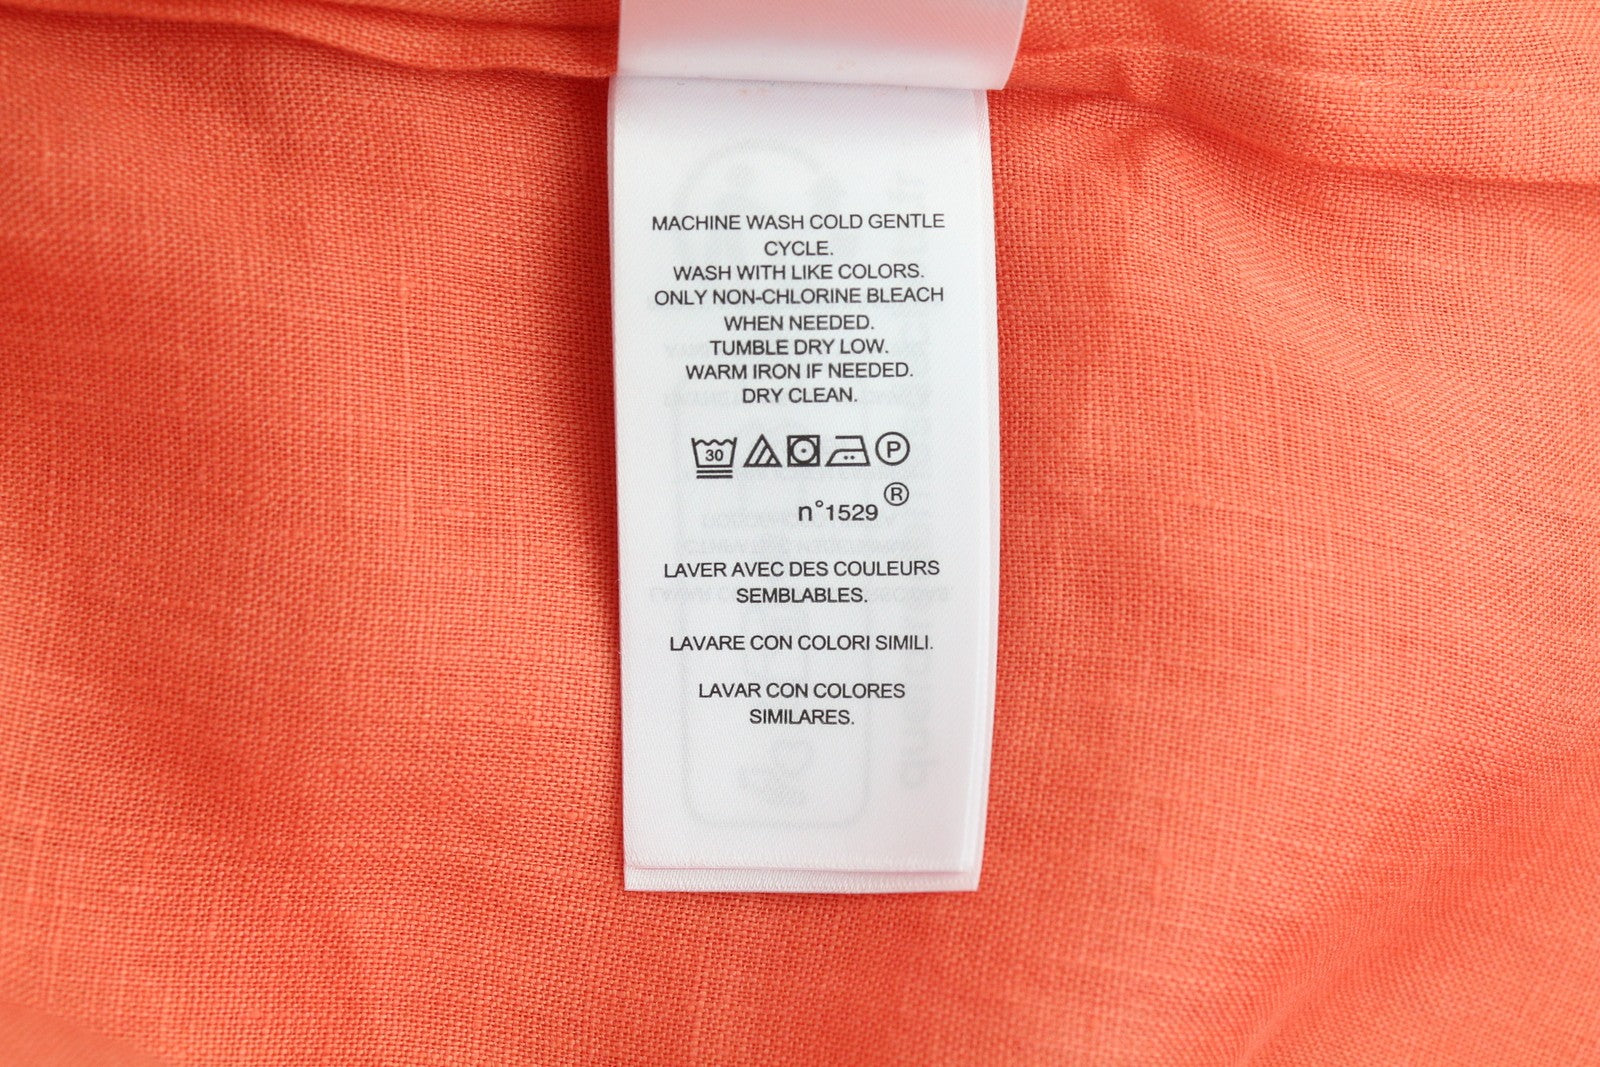 MACHINE WASH COLD GENTLE
CYCLE.
WASH WITH LIKE COLORS.
ONLY NON-CHLORINE BLEACH
WHEN NEEDED.
TUMBLE DRY LOW.
WARM IRON IF NEEDED.
DRY CLEAN.
30 P
n°1529 ®
LAVER AVEC DES COULEURS
SEMBLABLES.
LAVARE CON COLORI SIMILI.
LAVAR CON COLORES
SIMILARES.